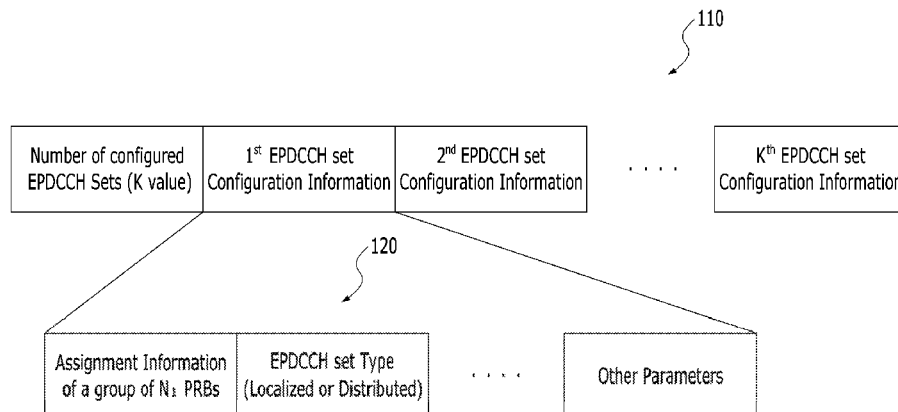 110
Number of configured
EPDCCH Sets (K value)
1st EPDCCH set
Configuration Information
2nd EPDCCH set
Configuration Information
. . . .
Kth EPDCCH set
Configuration Information
120
Assignment Information
of a group of N1 PRBs
EPDCCH set Type
(Localized or Distributed)
. . . .
Other Parameters